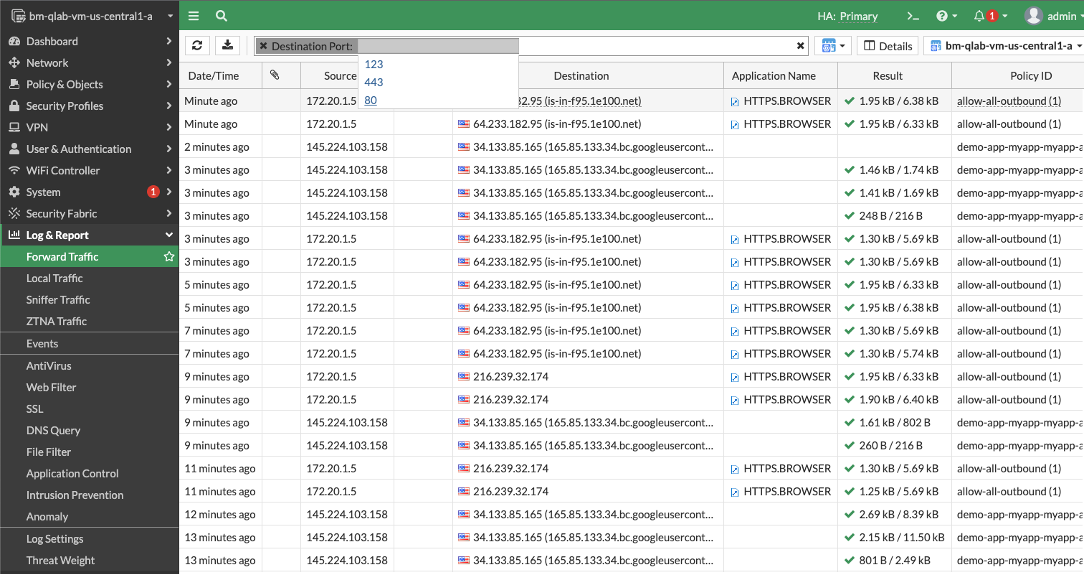 bm-qlab-vm-us-central1-a HA: Primary >_ ? 1 admin
Dashboard
Network
Policy & Objects
Security Profiles
VPN
User & Authentication
WiFi Controller
System 1
Security Fabric
Log & Report
Forward Traffic
Local Traffic
Sniffer Traffic
ZTNA Traffic
Events
AntiVirus
Web Filter
SSL
DNS Query
File Filter
Application Control
Intrusion Prevention
Anomaly
Log Settings
Threat Weight
Destination Port: Details bm-qlab-vm-us-central1-a
123
443
80
Date/Time Source Destination Application Name Result Policy ID
Minute ago 172.20.1.5 32.95 (is-in-f95.1e100.net) HTTPS.BROWSER 1.95 kB / 6.38 kB allow-all-outbound (1)
Minute ago 172.20.1.5 64.233.182.95 (is-in-f95.1e100.net) HTTPS.BROWSER 1.95 kB / 6.33 kB allow-all-outbound (1)
2 minutes ago 145.224.103.158 34.133.85.165 (165.85.133.34.bc.googleusercont... demo-app-myapp-myapp-a
3 minutes ago 145.224.103.158 34.133.85.165 (165.85.133.34.bc.googleusercont... 1.46 kB / 1.74 kB demo-app-myapp-myapp-a
3 minutes ago 145.224.103.158 34.133.85.165 (165.85.133.34.bc.googleusercont... 1.41 kB / 1.69 kB demo-app-myapp-myapp-a
3 minutes ago 145.224.103.158 34.133.85.165 (165.85.133.34.bc.googleusercont... 248 B / 216 B demo-app-myapp-myapp-a
3 minutes ago 172.20.1.5 64.233.182.95 (is-in-f95.1e100.net) HTTPS.BROWSER 1.30 kB / 5.69 kB allow-all-outbound (1)
3 minutes ago 172.20.1.5 64.233.182.95 (is-in-f95.1e100.net) HTTPS.BROWSER 1.30 kB / 5.69 kB allow-all-outbound (1)
5 minutes ago 172.20.1.5 64.233.182.95 (is-in-f95.1e100.net) HTTPS.BROWSER 1.95 kB / 6.33 kB allow-all-outbound (1)
5 minutes ago 172.20.1.5 64.233.182.95 (is-in-f95.1e100.net) HTTPS.BROWSER 1.95 kB / 6.38 kB allow-all-outbound (1)
7 minutes ago 172.20.1.5 64.233.182.95 (is-in-f95.1e100.net) HTTPS.BROWSER 1.30 kB / 5.69 kB allow-all-outbound (1)
7 minutes ago 172.20.1.5 64.233.182.95 (is-in-f95.1e100.net) HTTPS.BROWSER 1.30 kB / 5.74 kB allow-all-outbound (1)
9 minutes ago 172.20.1.5 216.239.32.174 HTTPS.BROWSER 1.95 kB / 6.33 kB allow-all-outbound (1)
9 minutes ago 172.20.1.5 216.239.32.174 HTTPS.BROWSER 1.90 kB / 6.40 kB allow-all-outbound (1)
9 minutes ago 145.224.103.158 34.133.85.165 (165.85.133.34.bc.googleusercont... 1.61 kB / 802 B demo-app-myapp-myapp-a
9 minutes ago 145.224.103.158 34.133.85.165 (165.85.133.34.bc.googleusercont... 260 B / 216 B demo-app-myapp-myapp-a
11 minutes ago 172.20.1.5 216.239.32.174 HTTPS.BROWSER 1.30 kB / 5.69 kB allow-all-outbound (1)
11 minutes ago 172.20.1.5 216.239.32.174 HTTPS.BROWSER 1.25 kB / 5.69 kB allow-all-outbound (1)
12 minutes ago 145.224.103.158 34.133.85.165 (165.85.133.34.bc.googleusercont... 2.69 kB / 8.39 kB demo-app-myapp-myapp-a
13 minutes ago 145.224.103.158 34.133.85.165 (165.85.133.34.bc.googleusercont... 2.15 kB / 11.50 kB demo-app-myapp-myapp-a
13 minutes ago 145.224.103.158 34.133.85.165 (165.85.133.34.bc.googleusercont... 801 B / 2.49 kB demo-app-myapp-myapp-a